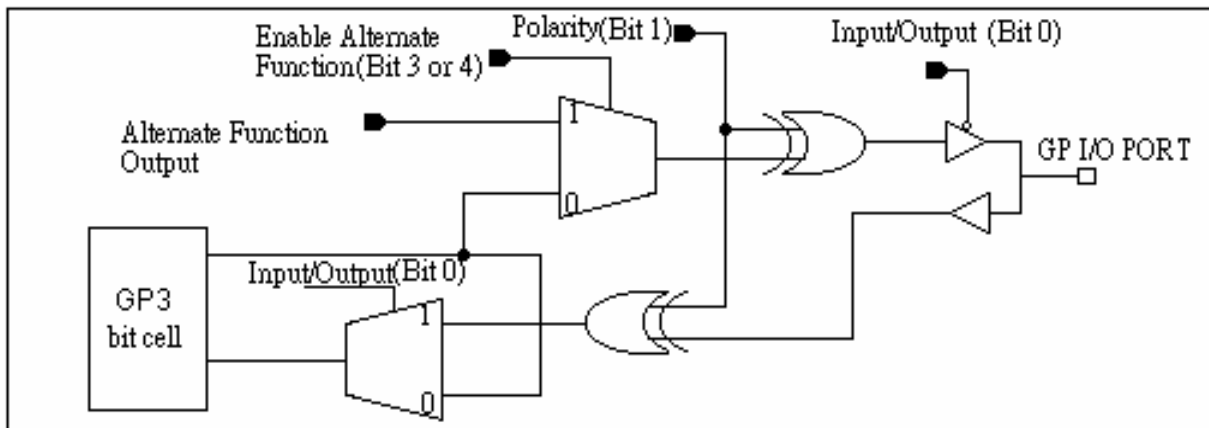 Polarity(Bit 1)
Enable Alternate
Function(Bit 3 or 4)
Input/Output (Bit 0)
Alternate Function
Output
1
0
GP I/O PORT
Input/Output(Bit 0)
GP3
bit cell
1
0